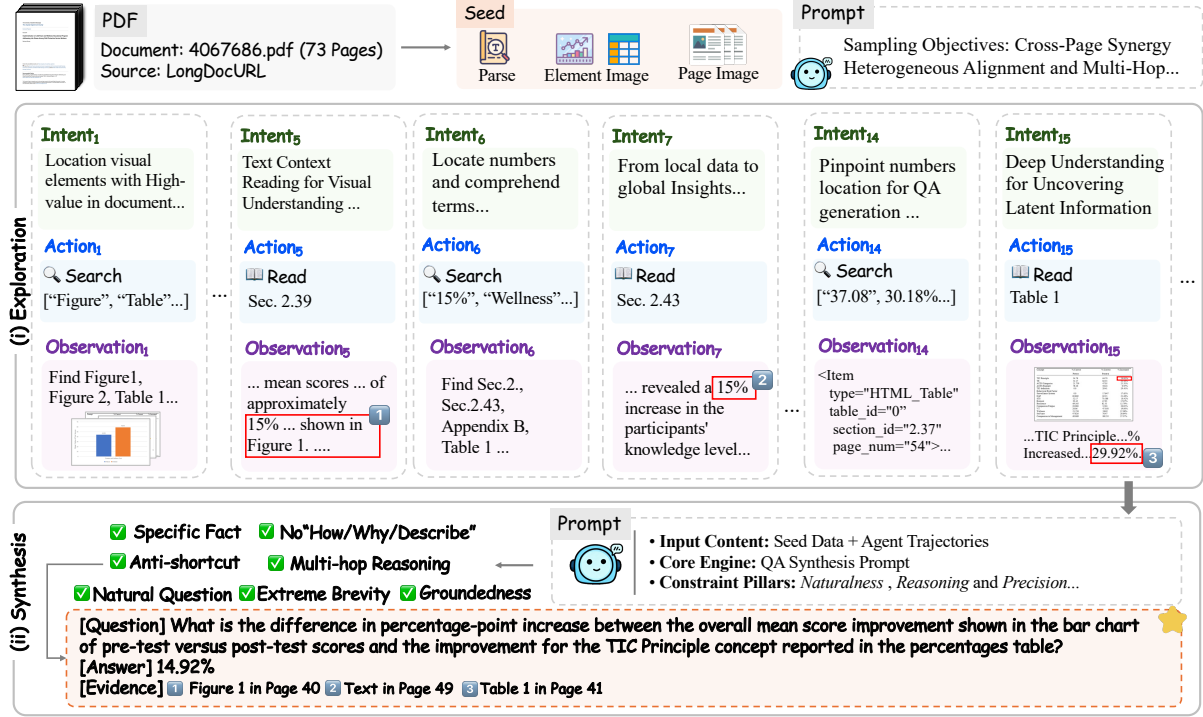 PDF
Document: 4067686.pdf (73 Pages)
Source: LongDocURL
Seed
Parse
Element Image
Page Image
Prompt
Sampling Objectives: Cross-Page Synergy
Heterogeneous Alignment and Multi-Hop...
(i) Exploration
Intent1
Location visual
elements with High-
value in document...
Action1
Search
[“Figure”, “Table”...]
Observation1
Find Figure1,
Figure 2, Table 1...
...
Intent5
Text Context
Reading for Visual
Understanding ...
Action5
Read
Sec. 2.39
Observation5
... mean scores ... of
approximately
15% ... shown in
Figure 1. ....
1
Intent6
Locate numbers
and comprehend
terms...
Action6
Search
[“15%”, “Wellness”...]
Observation6
Find Sec.2.,
Sec.2.43,
Appendix B,
Table 1 ...
Intent7
From local data to
global Insights...
Action7
Read
Sec. 2.43
Observation7
... revealed a 15%
increase in the
participants'
knowledge level...
2
...
Intent14
Pinpoint numbers
location for QA
generation ...
Action14
Search
[“37.08”, 30.18%...]
Observation14
<Item
type="HTML_Table"
table_id="0"
section_id="2.37"
page_num="54">...
Intent15
Deep Understanding
for Uncovering
Latent Information
Action15
Read
Table 1
Observation15
...TIC Principle...%
Increased...29.92%.
3
...
(ii) Synthesis
Specific Fact
No“How/Why/Describe”
Anti-shortcut
Multi-hop Reasoning
Natural Question
Extreme Brevity
Groundedness
Prompt
• Input Content: Seed Data + Agent Trajectories
• Core Engine: QA Synthesis Prompt
• Constraint Pillars: Naturalness , Reasoning and Precision...
[Question] What is the difference in percentage-point increase between the overall mean score improvement shown in the bar chart
of pre-test versus post-test scores and the improvement for the TIC Principle concept reported in the percentages table?
[Answer] 14.92%
[Evidence] 1 Figure 1 in Page 40 2 Text in Page 49 3 Table 1 in Page 41